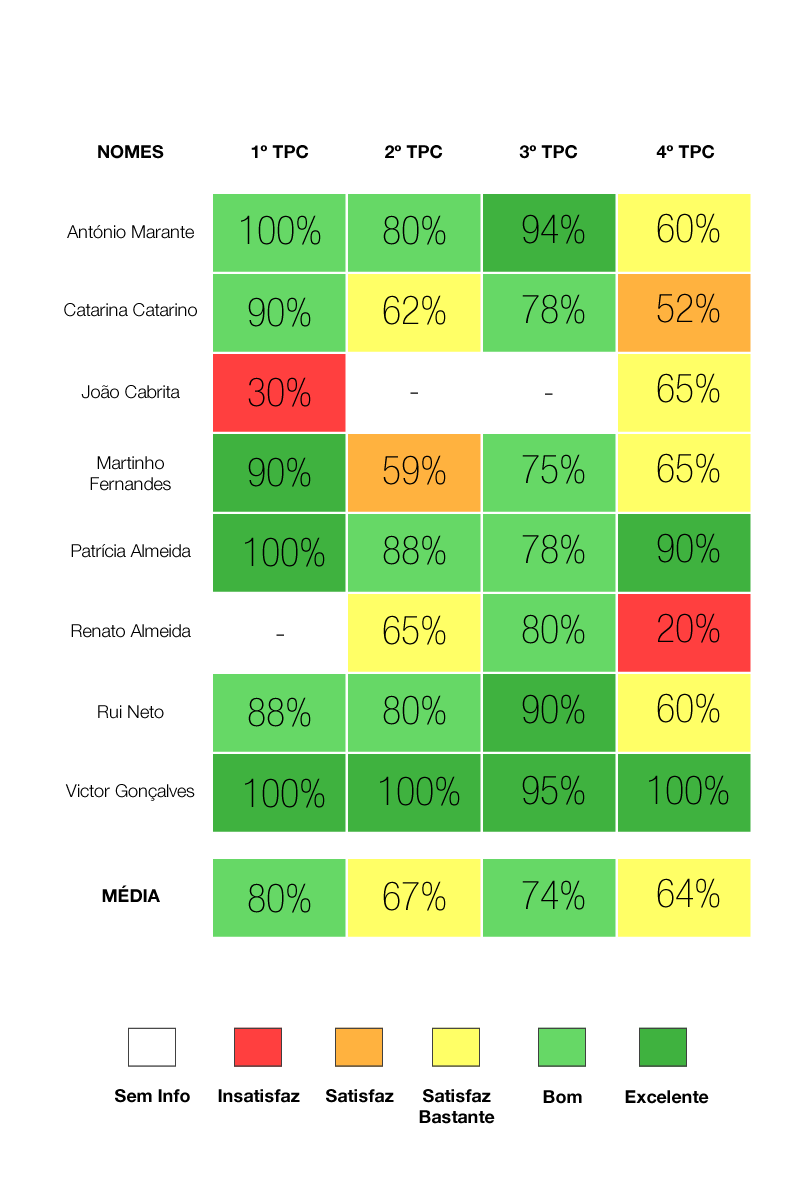 NOMES 1º TPC 2º TPC 3º TPC 4º TPC
António Marante 100% 80% 94% 60%
Catarina Catarino 90% 62% 78% 52%
João Cabrita 30% - - 65%
Martinho
Fernandes 90% 59% 75% 65%
Patrícia Almeida 100% 88% 78% 90%
Renato Almeida - 65% 80% 20%
Rui Neto 88% 80% 90% 60%
Victor Gonçalves 100% 100% 95% 100%
MÉDIA 80% 67% 74% 64%
Sem Info Insatisfaz Satisfaz Satisfaz Bom Excelente
Bastante